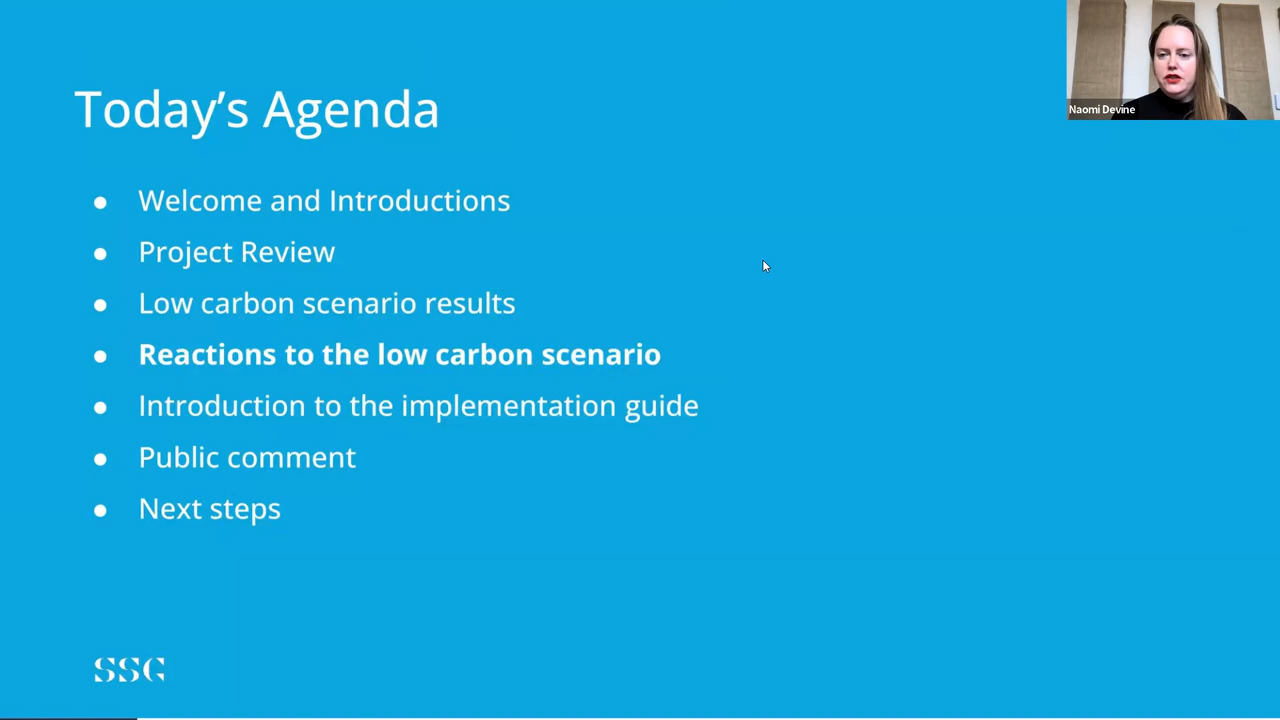 Today's Agenda
Naomi Devine
● Welcome and Introductions
● Project Review
● Low carbon scenario results
● Reactions to the low carbon scenario
● Introduction to the implementation guide
● Public comment
● Next steps
SSG